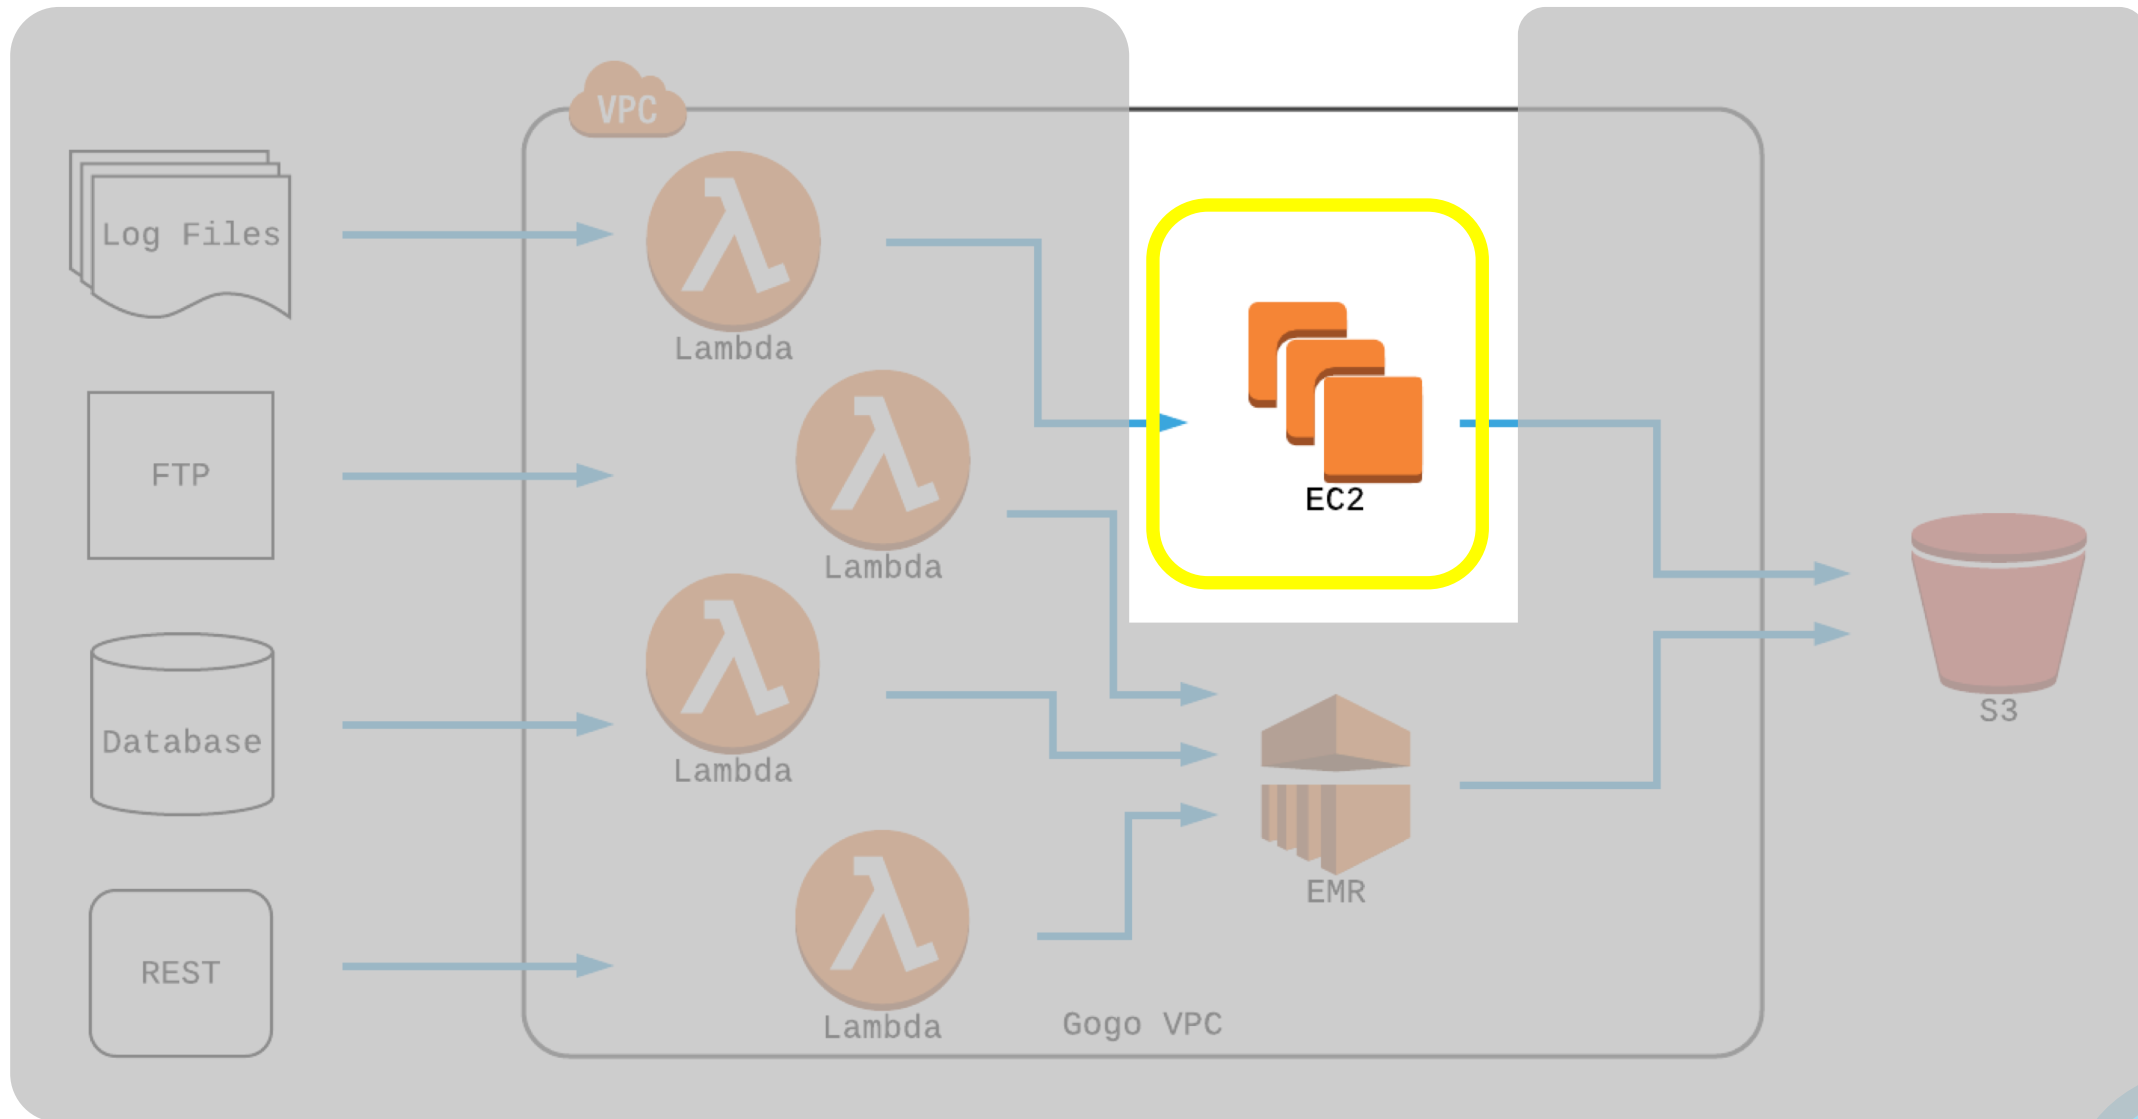 VPC
Log Files
Lambda
FTP
EC2
Lambda
Database
Lambda
S3
EMR
REST
Lambda
Gogo VPC